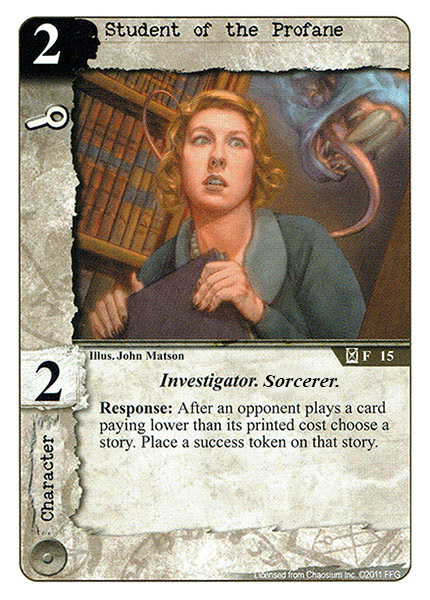 2
Student of the Profane
Illus. John Matson
F 15
2
Investigator. Sorcerer.
Response: After an opponent plays a card
paying lower than its printed cost choose a
story. Place a success token on that story.
Character
Licensed from Chaosium Inc. ©2011 FFG